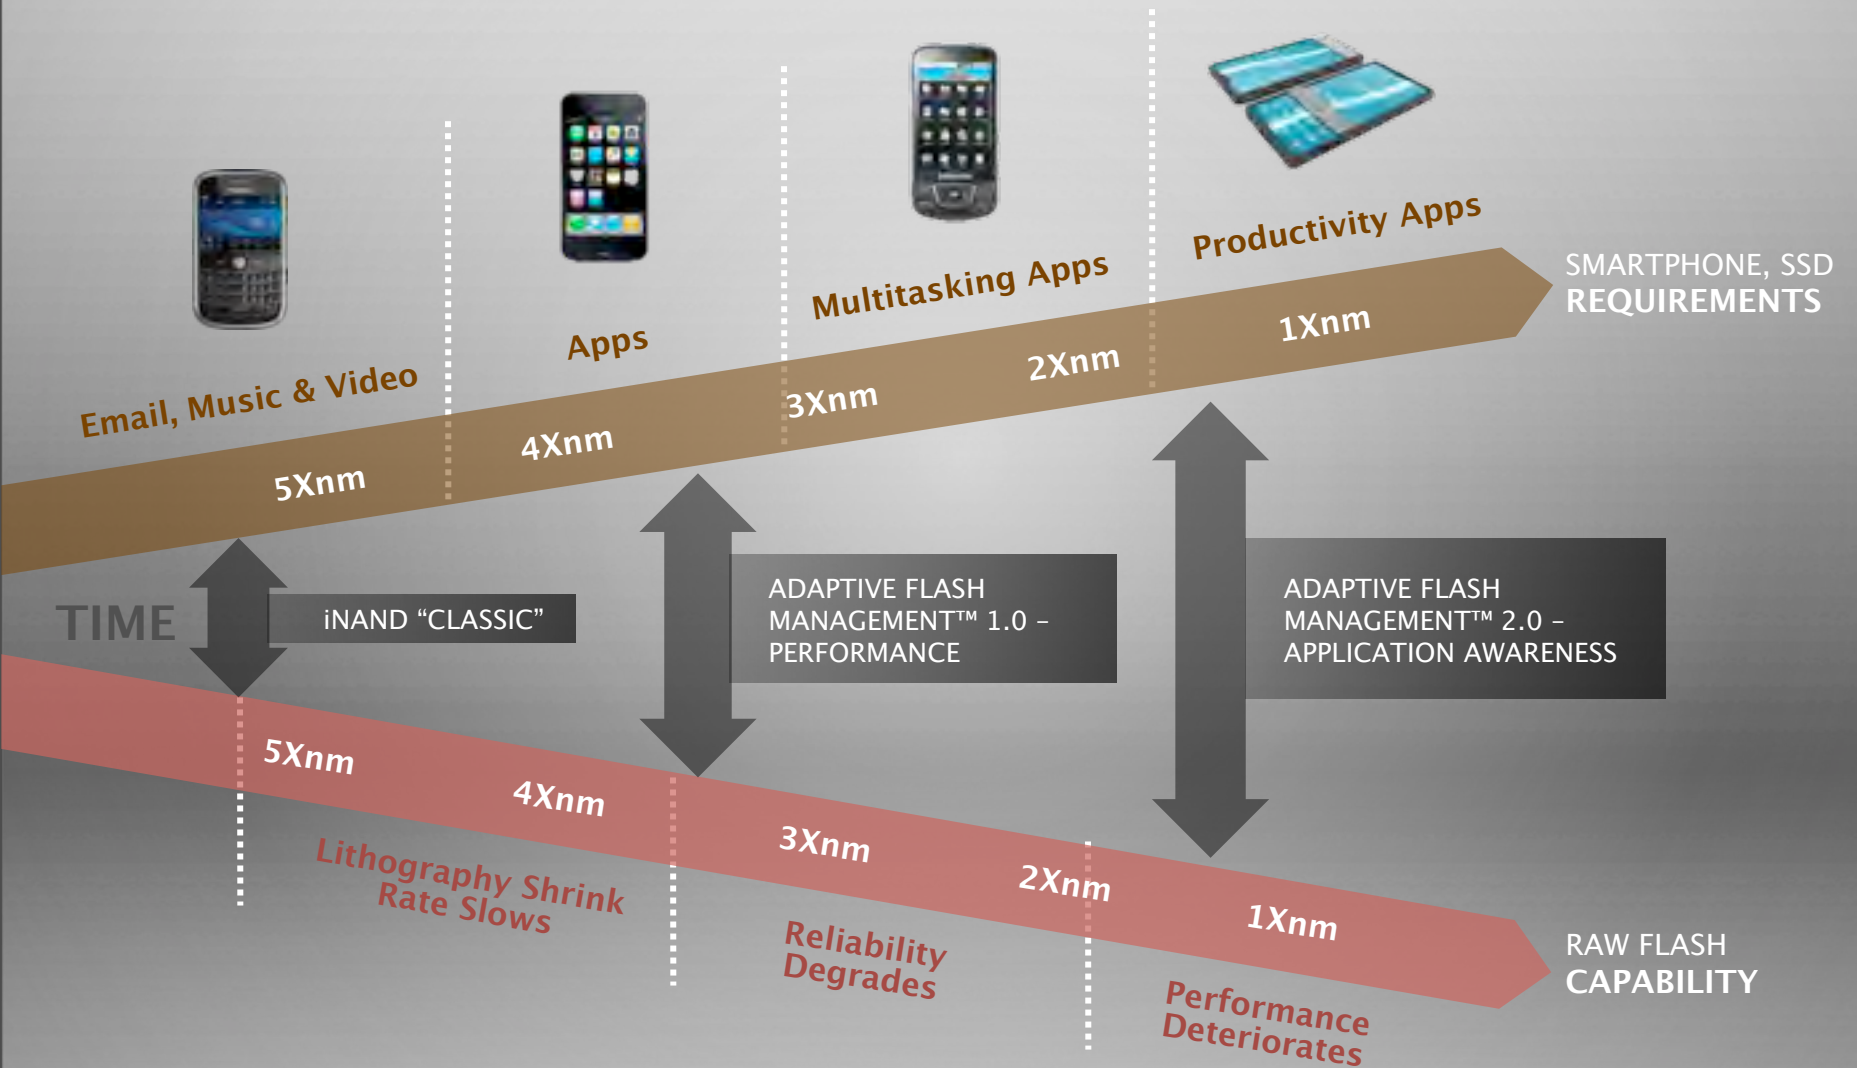 Productivity Apps
Multitasking Apps
Apps
Email, Music & Video
SMARTPHONE, SSD
REQUIREMENTS
5Xnm
4Xnm
3Xnm
2Xnm
1Xnm
TIME
iNAND “CLASSIC”
ADAPTIVE FLASH
MANAGEMENT™ 1.0 –
PERFORMANCE
ADAPTIVE FLASH
MANAGEMENT™ 2.0 –
APPLICATION AWARENESS
5Xnm
4Xnm
3Xnm
2Xnm
1Xnm
Lithography Shrink
Rate Slows
Reliability
Degrades
Performance
Deteriorates
RAW FLASH
CAPABILITY